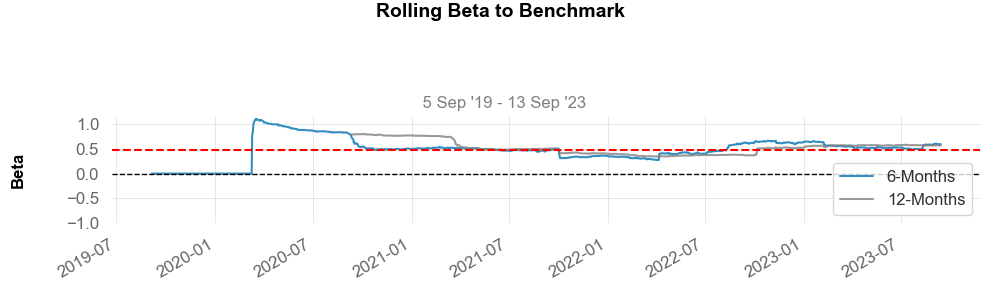 Rolling Beta to Benchmark
5 Sep '19 - 13 Sep '23
Beta
1.0
0.5
0.0
−0.5
−1.0
6-Months
12-Months
2019-07
2020-01
2020-07
2021-01
2021-07
2022-01
2022-07
2023-01
2023-07